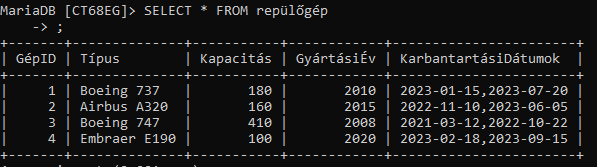 MariaDB [CT68EG]> SELECT * FROM repülőgép
    -> ;
+-------+--------------+-----------+-------------+-----------------------+
| GépID | Típus        | Kapacitás | GyártásiÉv  | KarbantartásiDátumok  |
+-------+--------------+-----------+-------------+-----------------------+
|     1 | Boeing 737   |       180 |        2010 | 2023-01-15,2023-07-20 |
|     2 | Airbus A320  |       160 |        2015 | 2022-11-10,2023-06-05 |
|     3 | Boeing 747   |       410 |        2008 | 2021-03-12,2022-10-22 |
|     4 | Embraer E190 |       100 |        2020 | 2023-02-18,2023-09-15 |
+-------+--------------+-----------+-------------+-----------------------+